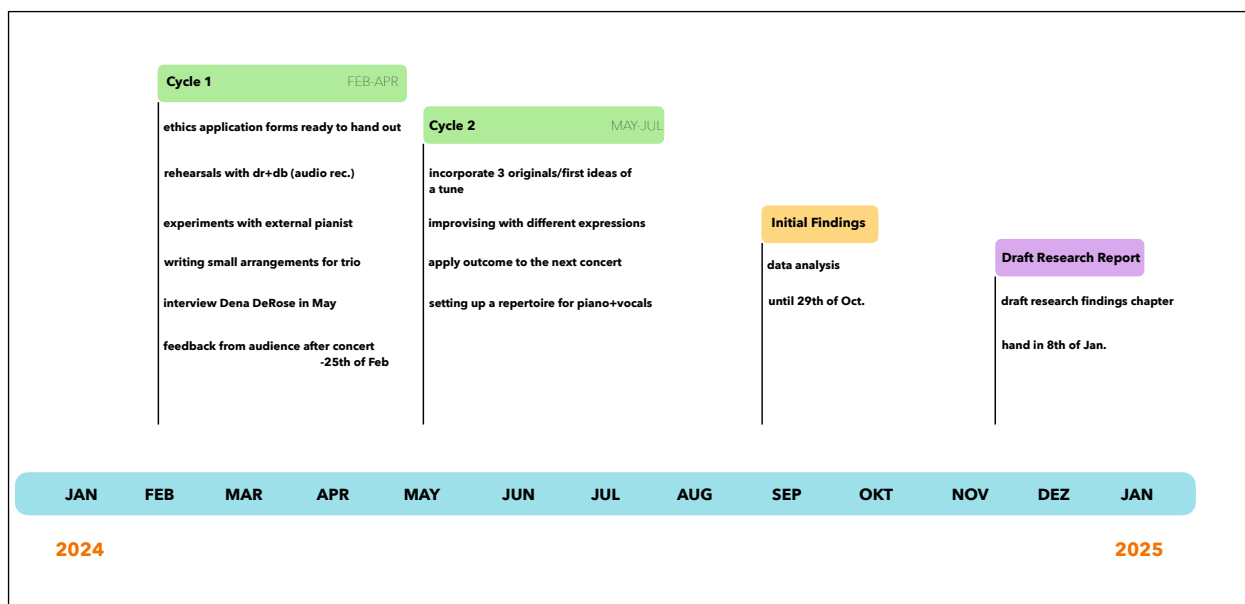 Cycle 1 FEB-APR
ethics application forms ready to hand out
rehearsals with dr+db (audio rec.)
experiments with external pianist
writing small arrangements for trio
interview Dena DeRose in May
feedback from audience after concert
-25th of Feb
Cycle 2 MAY-JUL
incorporate 3 originals/first ideas of
a tune
improvising with different expressions
apply outcome to the next concert
setting up a repertoire for piano+vocals
Initial Findings
data analysis
until 29th of Oct.
Draft Research Report
draft research findings chapter
hand in 8th of Jan.
JAN FEB MAR APR MAY JUN JUL AUG SEP OKT NOV DEZ JAN
2024 2025